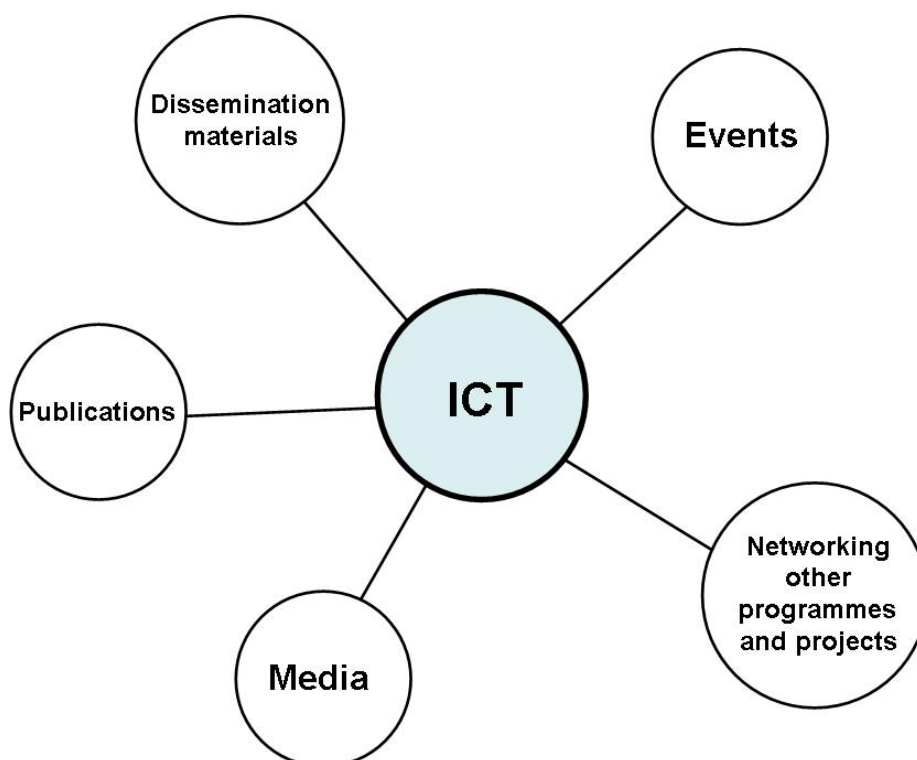 Dissemination
materials
Events
ICT
Publications
Networking
other
programmes
and projects
Media